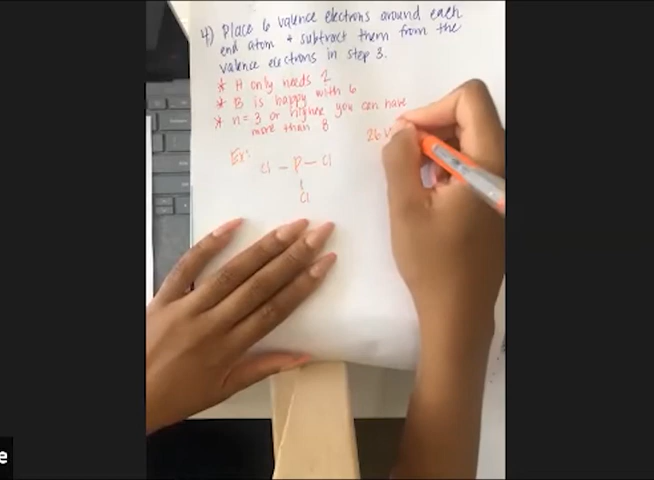 4) Place 6 valence electrons around each
end atom + subtract them from the
valence electrons in step 3.
* H only needs 2
* B is happy with 6
* n = 3 or higher you can have
more than 8
26 V
Ex:
Cl - P - Cl
Cl
e